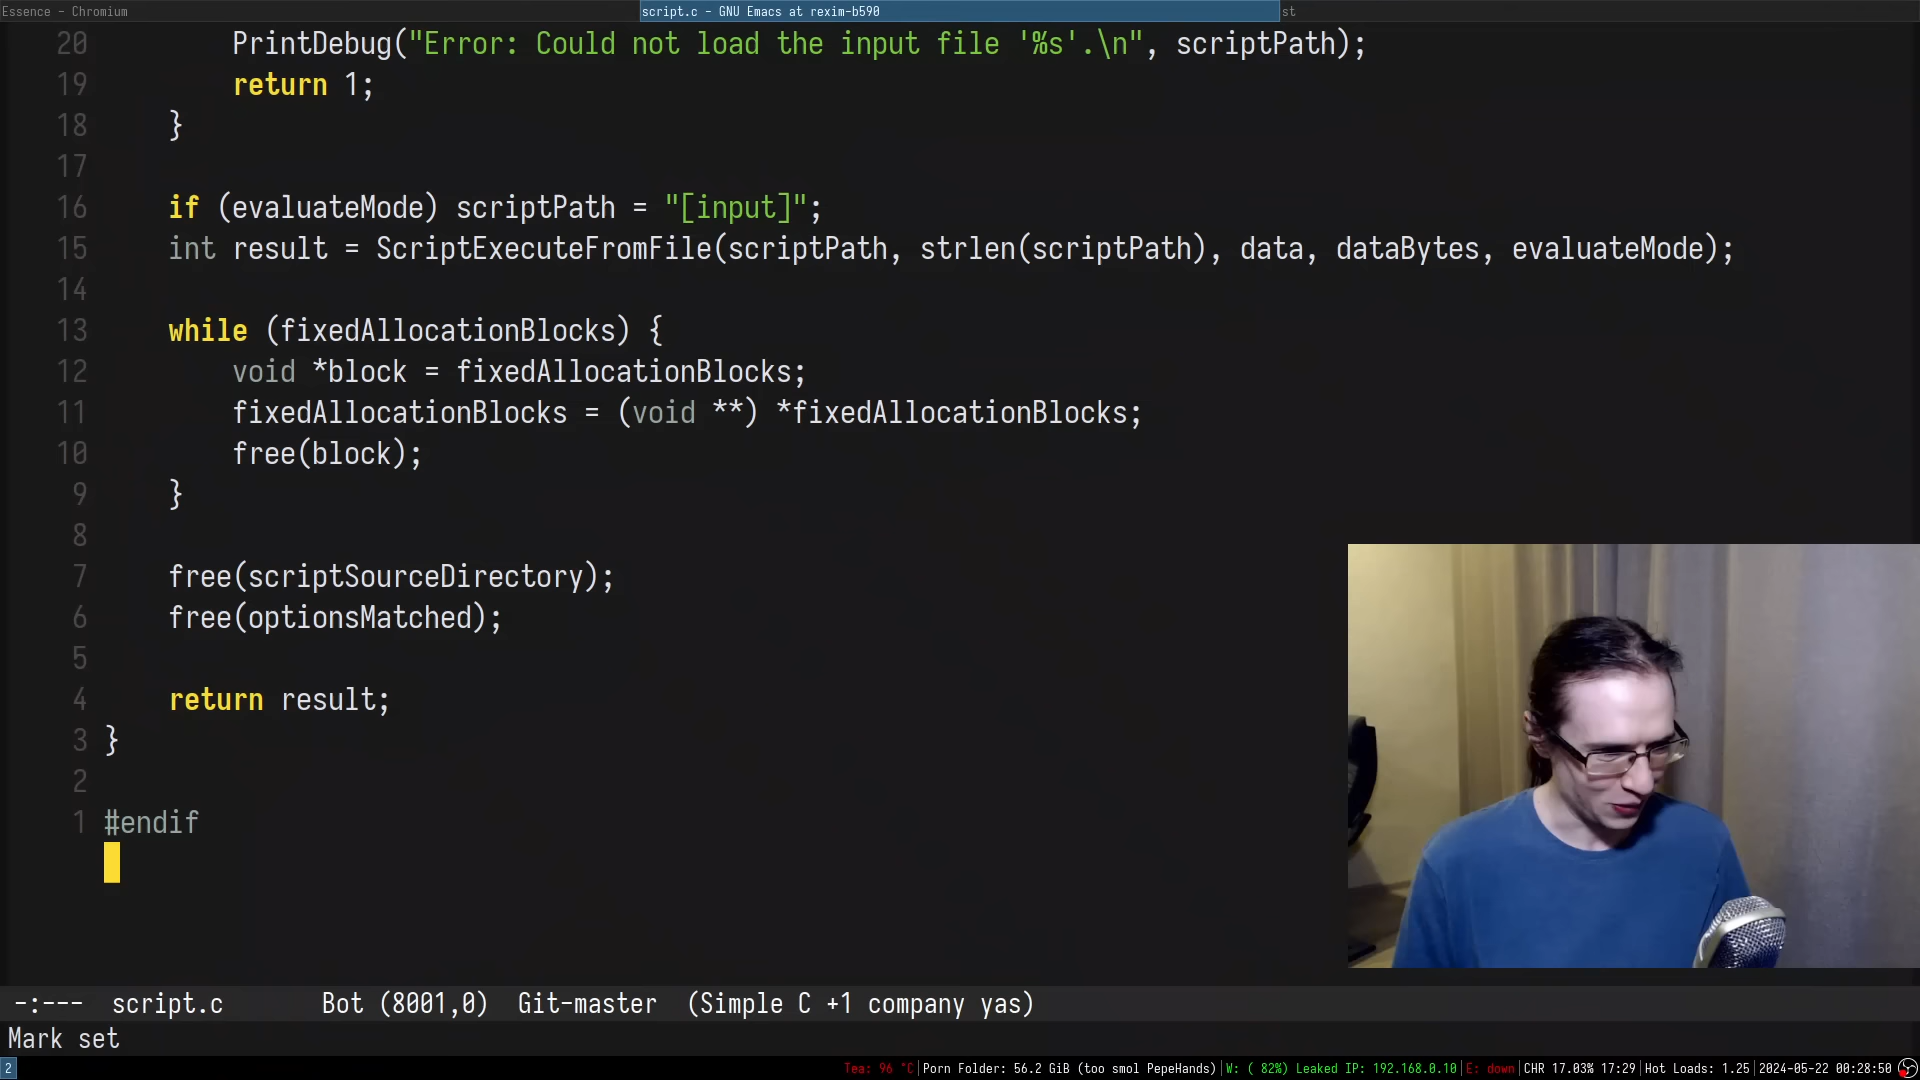 Essence - Chromium
script.c - GNU Emacs at rexim-b590
st
20 PrintDebug("Error: Could not load the input file '%s'.\n", scriptPath);
19 return 1;
18 }
17
16 if (evaluateMode) scriptPath = "[input]";
15 int result = ScriptExecuteFromFile(scriptPath, strlen(scriptPath), data, dataBytes, evaluateMode);
14
13 while (fixedAllocationBlocks) {
12 void *block = fixedAllocationBlocks;
11 fixedAllocationBlocks = (void **) *fixedAllocationBlocks;
10 free(block);
9 }
8
7 free(scriptSourceDirectory);
6 free(optionsMatched);
5
4 return result;
3 }
2
1 #endif
-:--- script.c Bot (8001,0) Git-master (Simple C +1 company yas)
Mark set
2 Tea: 96 °C|Porn Folder: 56.2 GiB (too smol PepeHands)|W: ( 82%) Leaked IP: 192.168.0.10|E: down|CHR 17.03% 17:29|Hot Loads: 1.25|2024-05-22 00:28:50